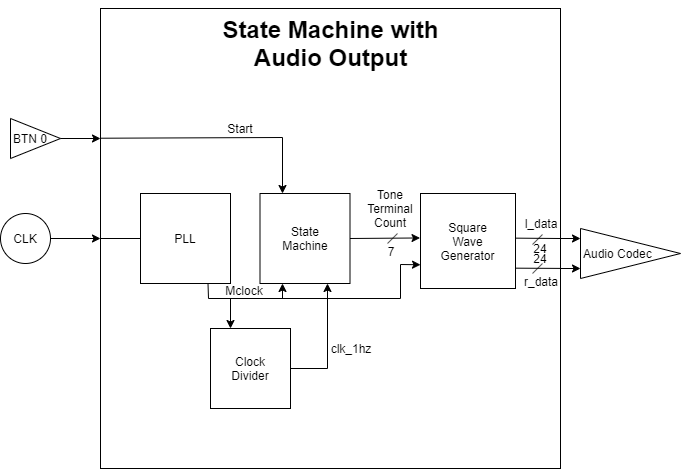 State Machine with
Audio Output
BTN 0
Start
CLK
PLL
State
Machine
Tone
Terminal
Count
7
Square
Wave
Generator
l_data
24
24
r_data
Audio Codec
Mclock
clk_1hz
Clock
Divider